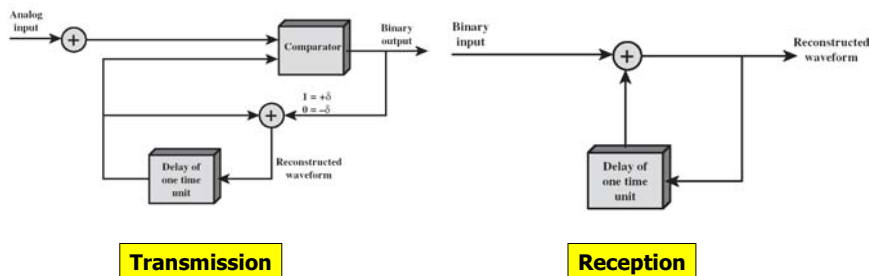 Analog
input
+
Comparator
Binary
output
1 = +δ
0 = –δ
+
Delay of
one time
unit
Reconstructed
waveform
Transmission
Binary
input
+
Reconstructed
waveform
Delay of
one time
unit
Reception